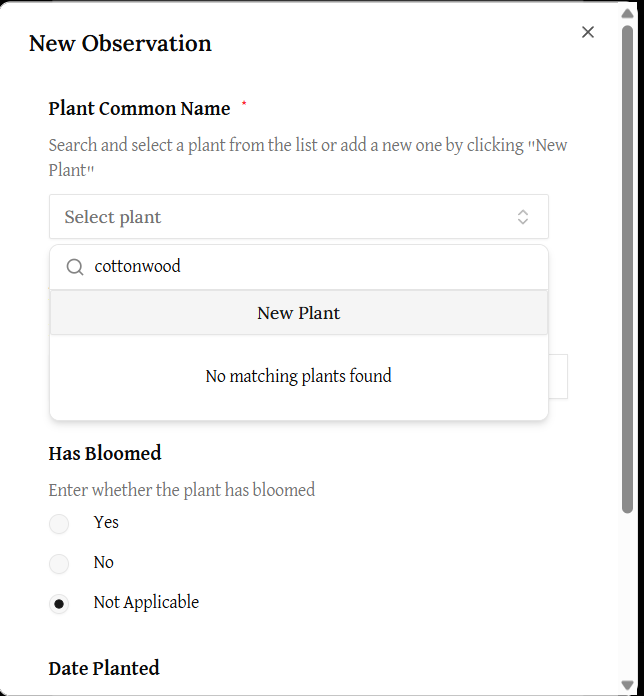 New Observation
Plant Common Name *
Search and select a plant from the list or add a new one by clicking "New
Plant"
Select plant
cottonwood
New Plant
No matching plants found
Has Bloomed
Enter whether the plant has bloomed
Yes
No
Not Applicable
Date Planted